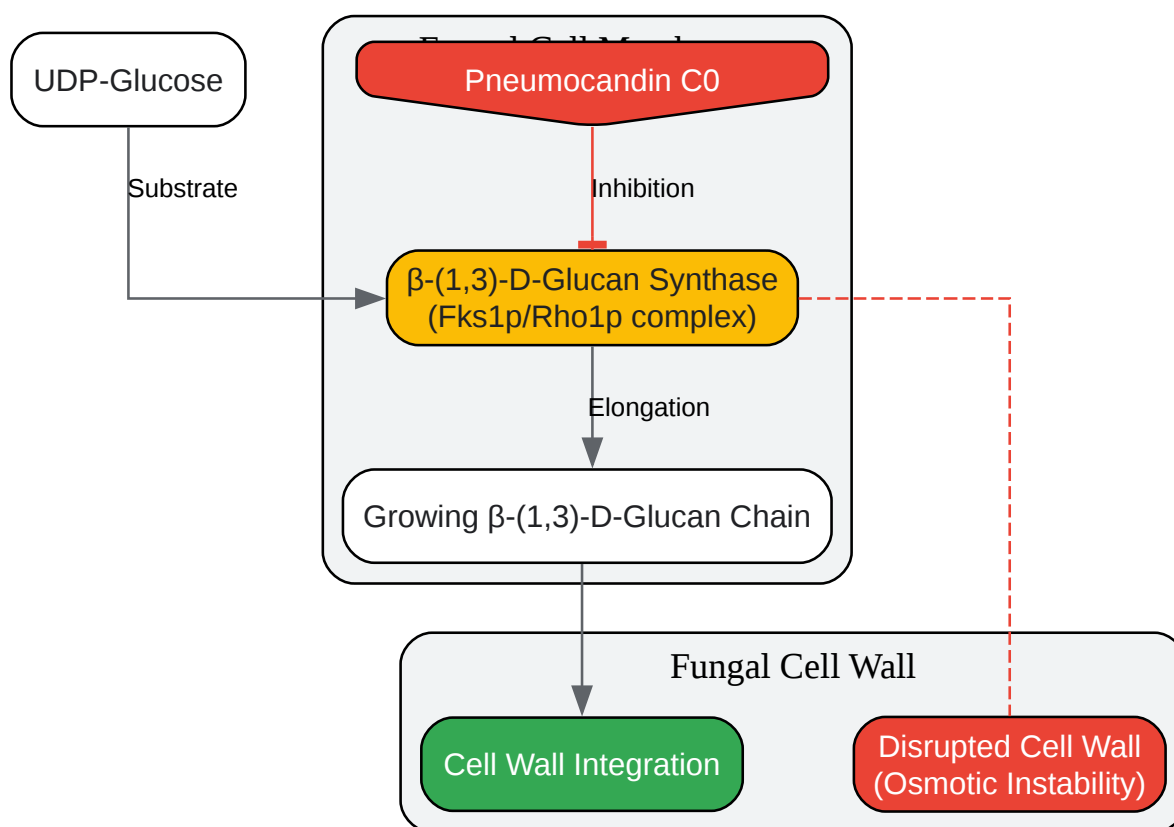 UDP-Glucose
Pneumocandin C0
Substrate
Inhibition
β-(1,3)-D-Glucan Synthase
(Fks1p/Rho1p complex)
Elongation
Growing β-(1,3)-D-Glucan Chain
Fungal Cell Wall
Cell Wall Integration
Disrupted Cell Wall
(Osmotic Instability)